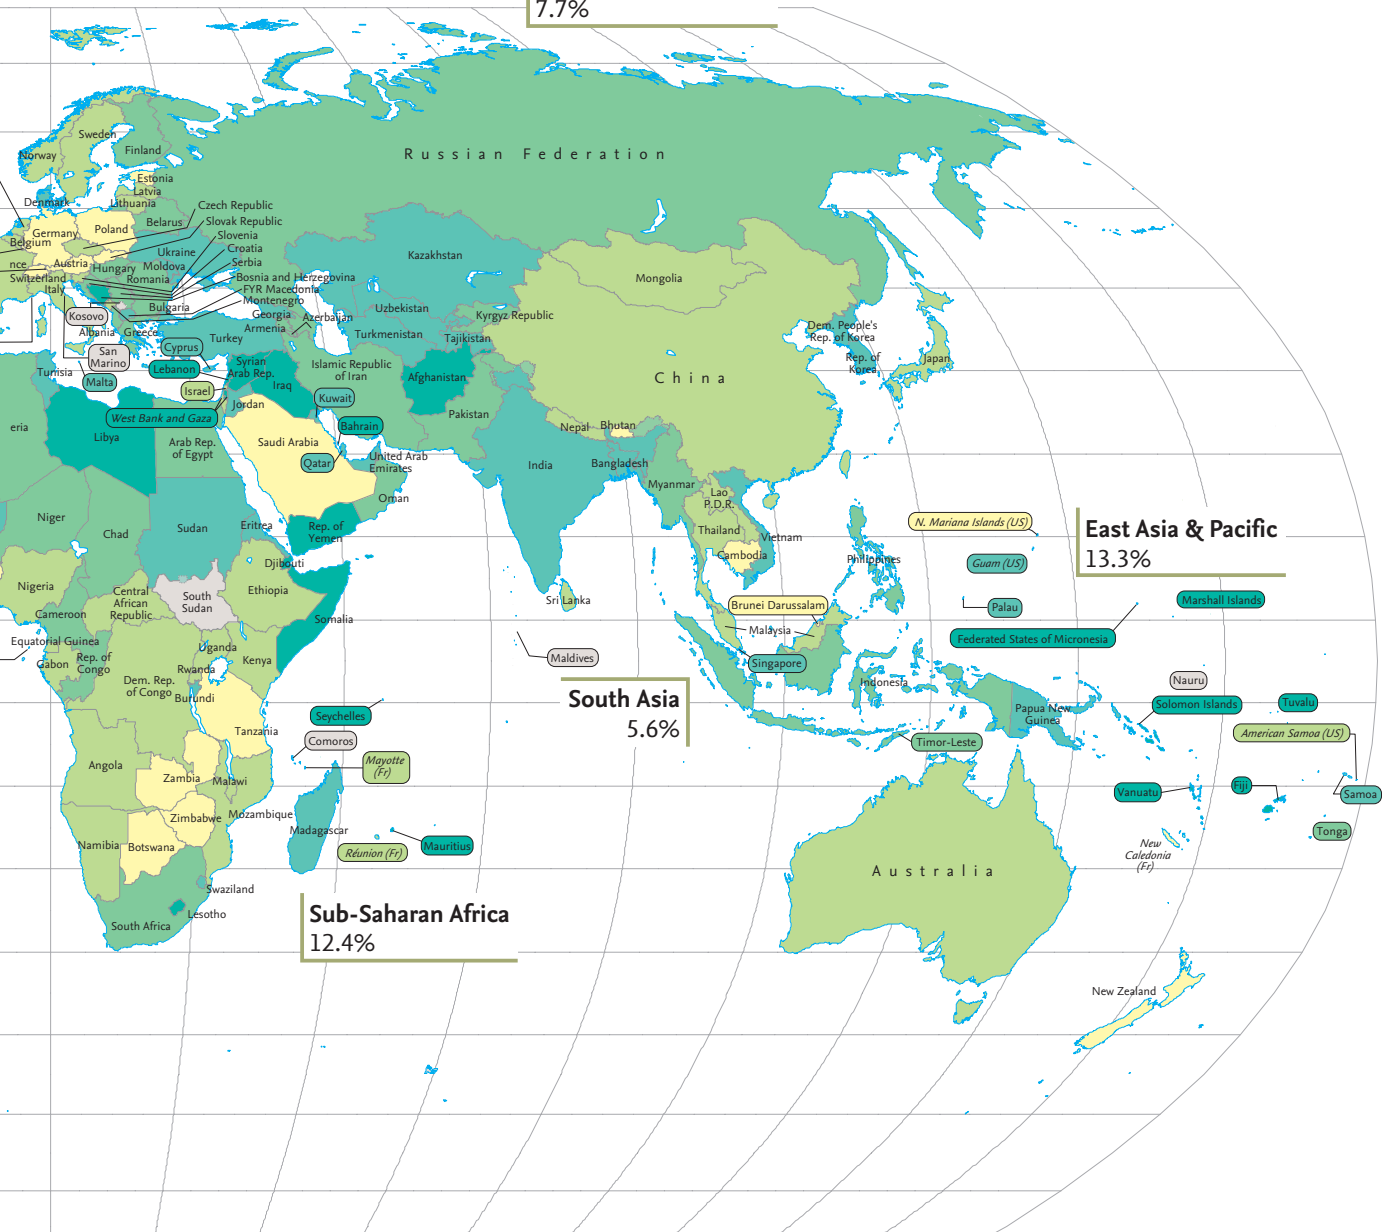 7.7%
Sweden
Norway
Finland
Russian Federation
Estonia
Latvia
Lithuania
Denmark
Czech Republic
Slovak Republic
Belarus
Slovenia
Poland
Germany
Belgium
Croatia
Ukraine
Serbia
Kazakhstan
nce
Austria
Hungary
Moldova
Romania
Bosnia and Herzegovina
Switzerland
Italy
FYR Macedonia
Montenegro
Mongolia
Bulgaria
Uzbekistan
Kosovo
Georgia
Azerbaijan
Kyrgyz Republic
Armenia
Albania
Greece
Turkey
Turkmenistan
Tajikistan
Dem. People's
Rep. of Korea
Cyprus
San
Marino
Rep. of
Korea
Japan
Lebanon
Syrian
Arab Rep.
Islamic Republic
of Iran
Tunisia
Malta
Iraq
Afghanistan
China
Israel
Kuwait
Jordan
West Bank and Gaza
Pakistan
eria
Libya
Bahrain
Nepal
Bhutan
Arab Rep.
of Egypt
Saudi Arabia
Qatar
United Arab
Emirates
India
Bangladesh
Myanmar
Oman
Lao
P.D.R.
Niger
Chad
Sudan
Eritrea
Rep. of
Yemen
Thailand
Vietnam
N. Mariana Islands (US)
East Asia & Pacific
13.3%
Cambodia
Philippines
Guam (US)
Djibouti
Nigeria
Central
African
Republic
South
Sudan
Ethiopia
Sri Lanka
Brunei Darussalam
Palau
Marshall Islands
Cameroon
Somalia
Malaysia
Federated States of Micronesia
Equatorial Guinea
Gabon
Rep. of
Congo
Uganda
Kenya
Maldives
Singapore
Rwanda
Dem. Rep.
of Congo
Burundi
Indonesia
Nauru
South Asia
5.6%
Seychelles
Papua New
Guinea
Solomon Islands
Tuvalu
Tanzania
Comoros
Timor-Leste
American Samoa (US)
Angola
Mayotte
(Fr)
Zambia
Malawi
Vanuatu
Fiji
Samoa
Mozambique
Zimbabwe
Madagascar
Tonga
Namibia
Botswana
Réunion (Fr)
Mauritius
New
Caledonia
(Fr)
Australia
Swaziland
Lesotho
South Africa
Sub-Saharan Africa
12.4%
New Zealand